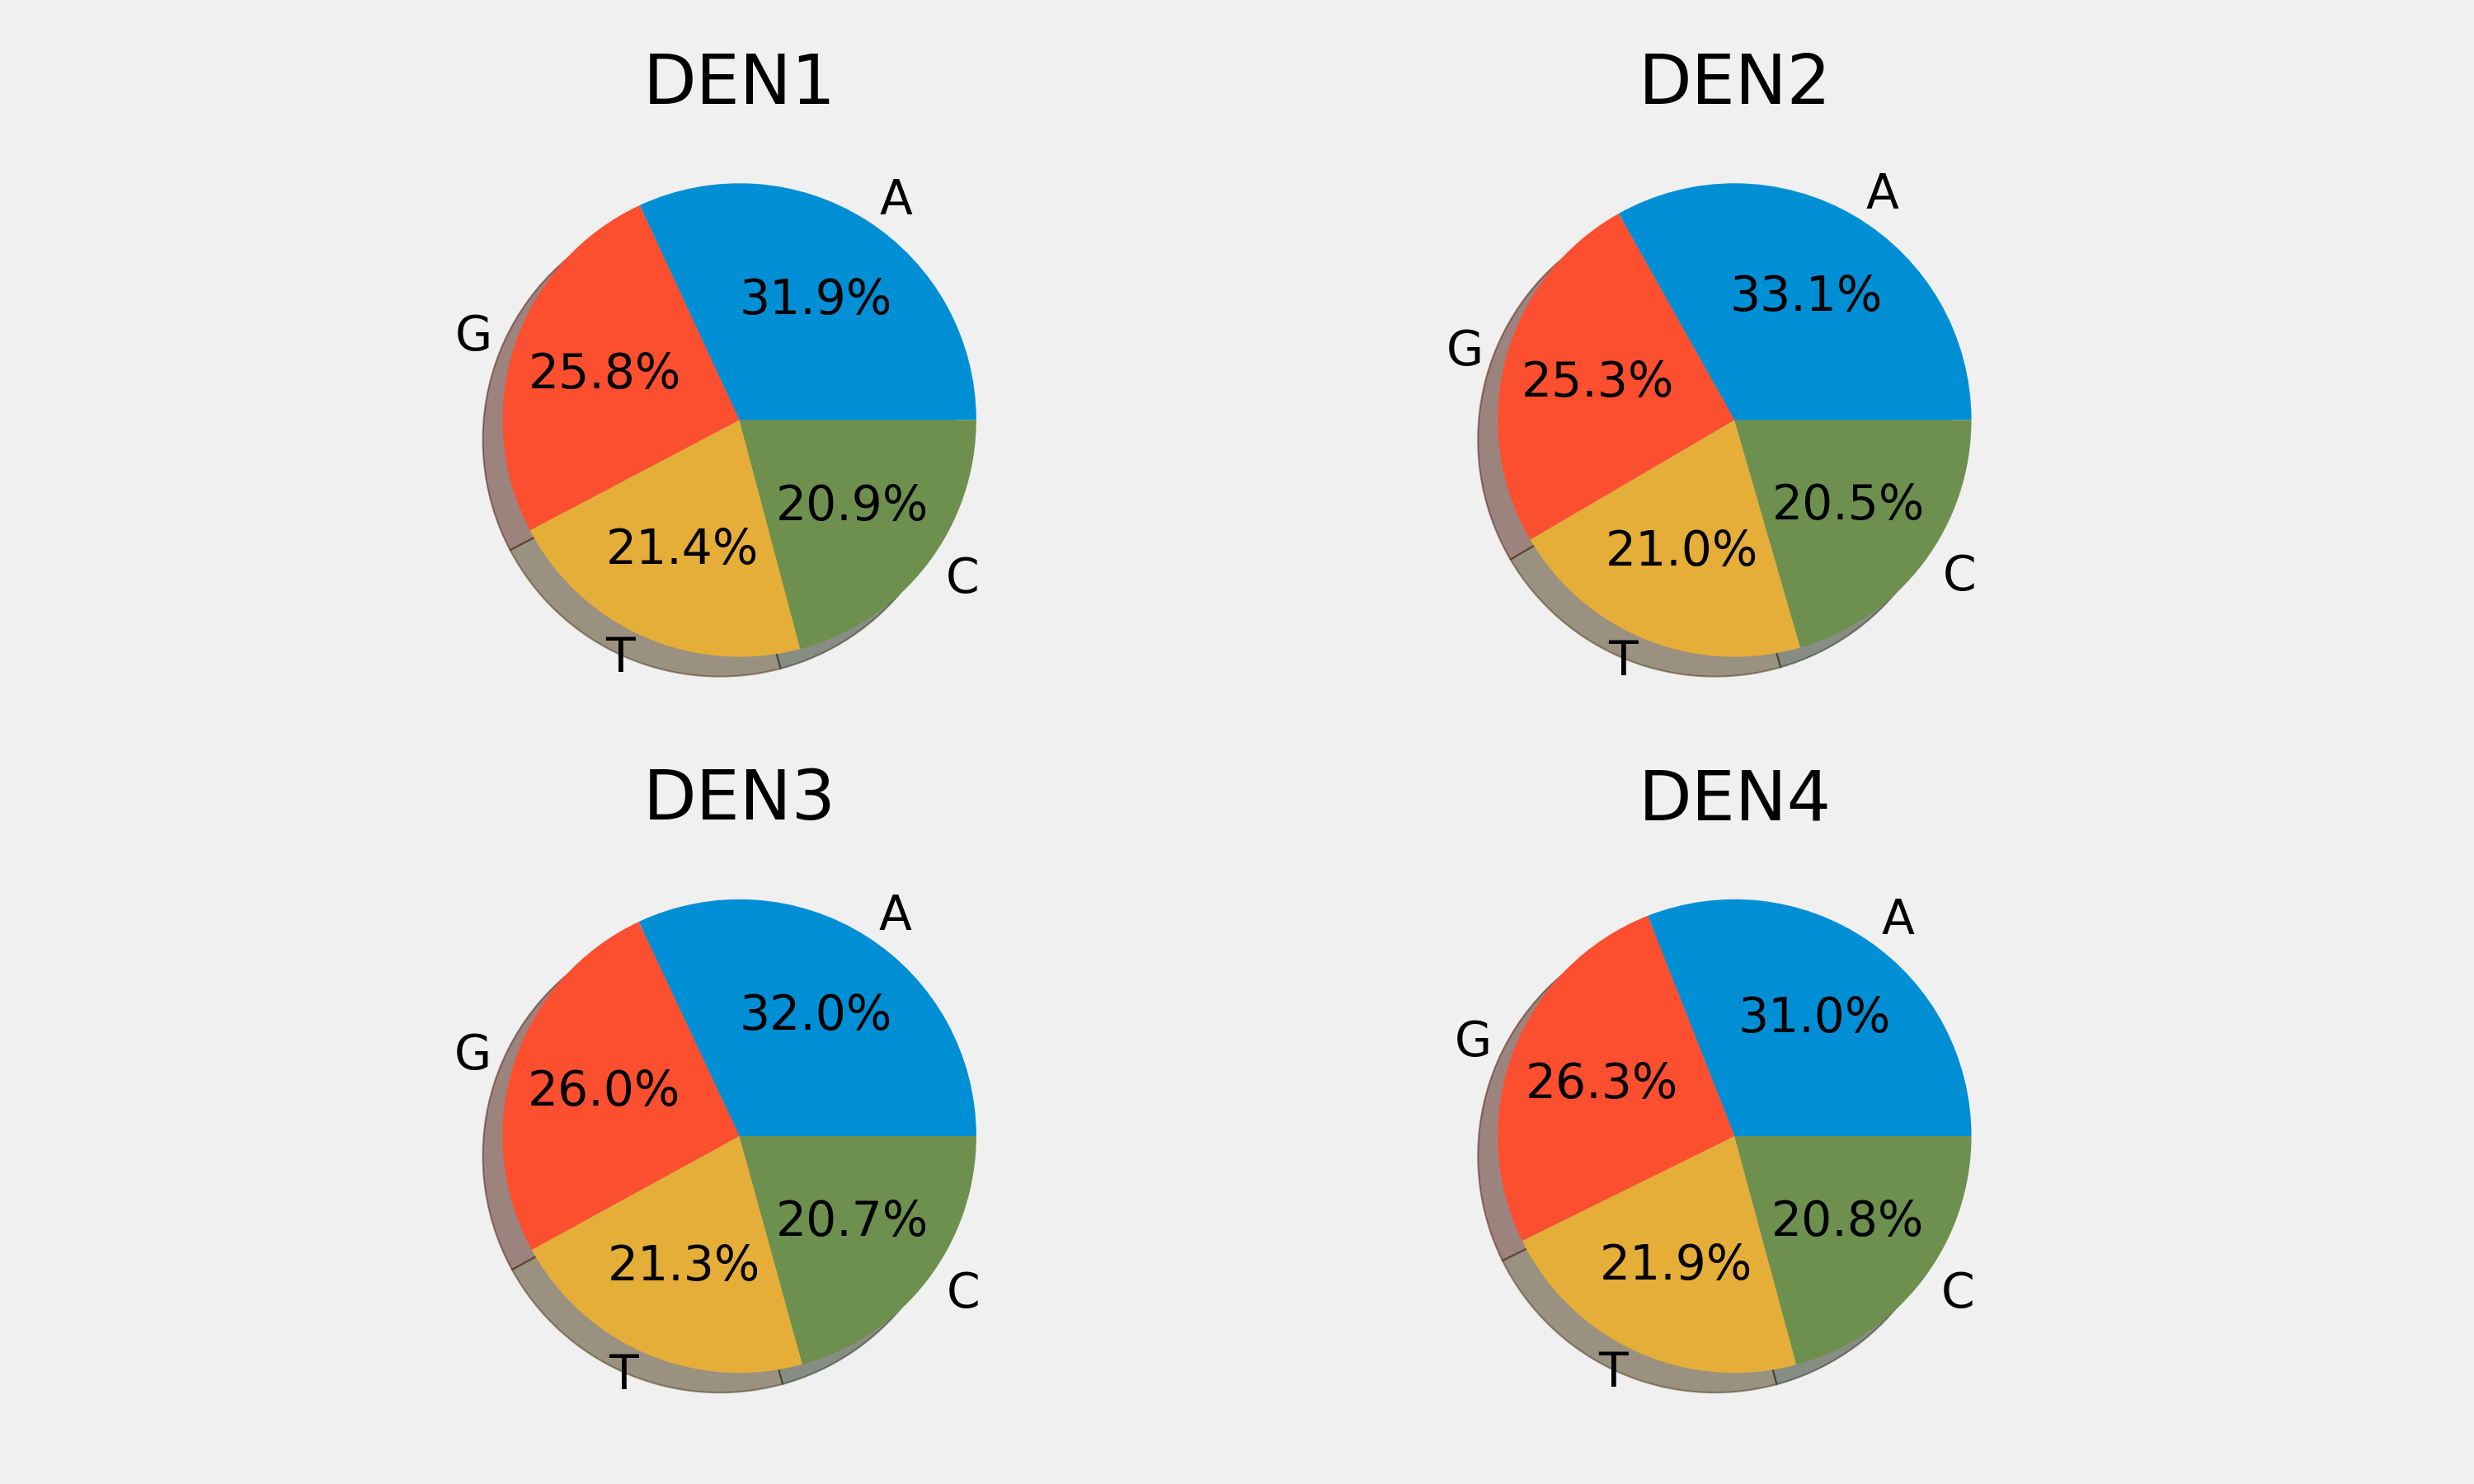 DEN1
A
31.9%
G
25.8%
20.9%
21.4%
C
T
DEN2
A
33.1%
G
25.3%
20.5%
21.0%
C
T
DEN3
A
32.0%
G
26.0%
20.7%
21.3%
C
T
DEN4
A
31.0%
G
26.3%
20.8%
21.9%
C
T